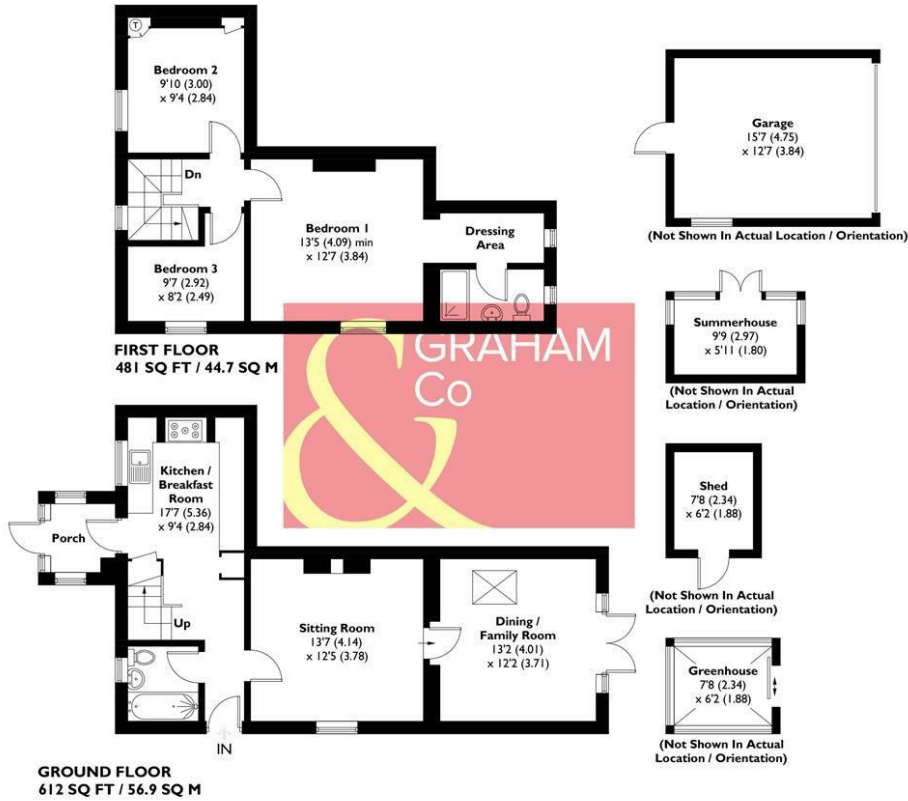 T
Bedroom 2
9'10 (3.00)
x 9'4 (2.84)
Dn
Bedroom 1
13'5 (4.09) min
x 12'7 (3.84)
Dressing
Area
Bedroom 3
9'7 (2.92)
x 8'2 (2.49)
FIRST FLOOR
481 SQ FT / 44.7 SQ M
Garage
15'7 (4.75)
x 12'7 (3.84)
(Not Shown In Actual Location / Orientation)
Summerhouse
9'9 (2.97)
x 5'11 (1.80)
(Not Shown In Actual
Location / Orientation)
&
GRAHAM
Co
Kitchen /
Breakfast
Room
17'7 (5.36)
x 9'4 (2.84)
Porch
Up
Sitting Room
13'7 (4.14)
x 12'5 (3.78)
Dining /
Family Room
13'2 (4.01)
x 12'2 (3.71)
IN
GROUND FLOOR
612 SQ FT / 56.9 SQ M
Shed
7'8 (2.34)
x 6'2 (1.88)
(Not Shown In Actual
Location / Orientation)
Greenhouse
7'8 (2.34)
x 6'2 (1.88)
(Not Shown In Actual
Location / Orientation)